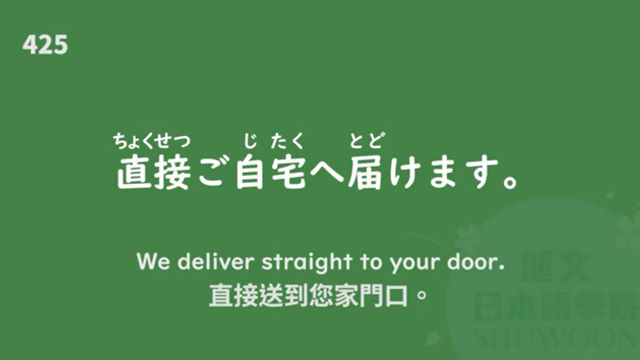 425
ちょくせつ じたく とど
直接ご自宅へ届けます。
We deliver straight to your door.
直接送到您家門口。
旭文
日本語學院
SHUWOON